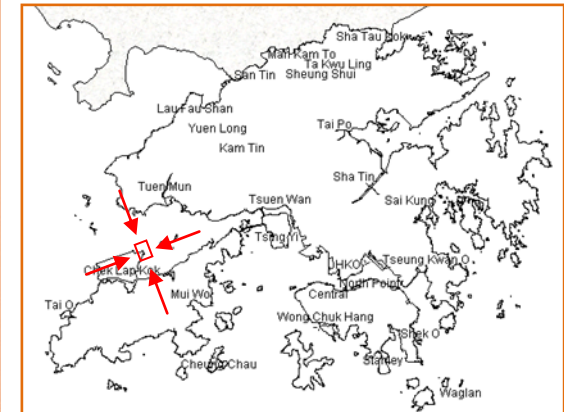 Sha Tau Kok
Man Kam To
Ta Kwu Ling
San Tin
Sheung Shui
Lau Fau Shan
Yuen Long
Tai Po
Kam Tin
Sha Tin
Tuen Mun
Tsuen Wan
Sai Kung
Tsing Yi
HKO
Tseung Kwan O
Chek Lap Kok
North Point
Mui Wo
Central
Tai O
Wong Chuk Hang
Shek O
Cheung Chau
Stanley
Waglan